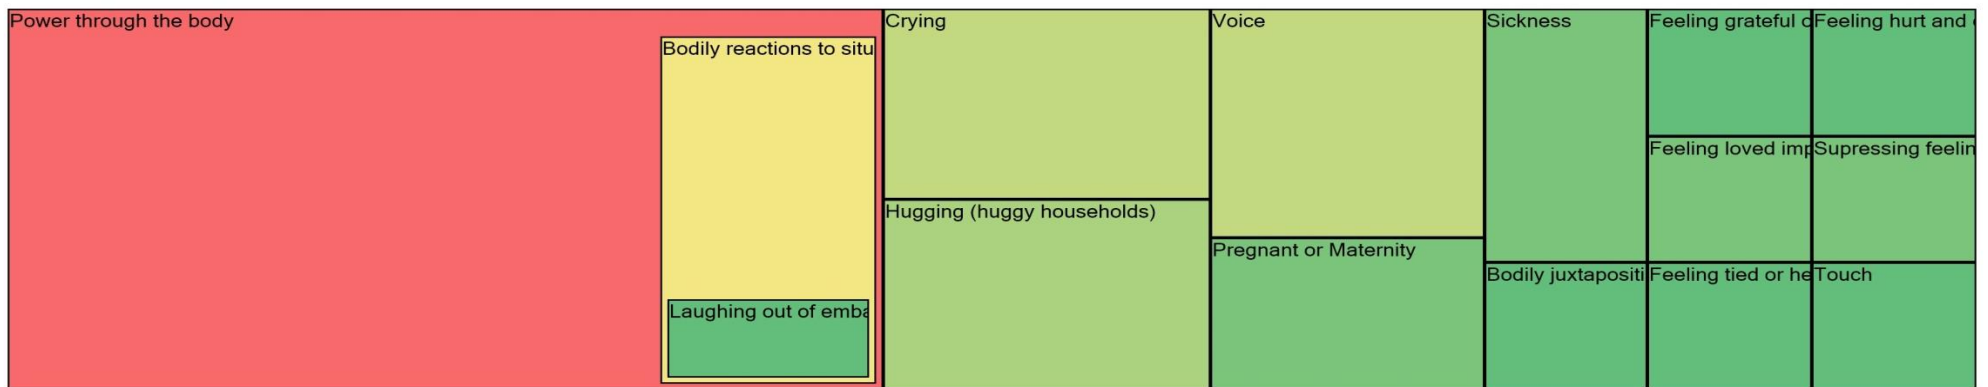 Power through the body
Bodily reactions to situ
Laughing out of emba
Crying
Hugging (huggy households)
Voice
Pregnant or Maternity
Sickness
Bodily juxtapositi
Feeling grateful o
Feeling loved imp
Feeling tied or he
Feeling hurt and
Supressing feelin
Touch